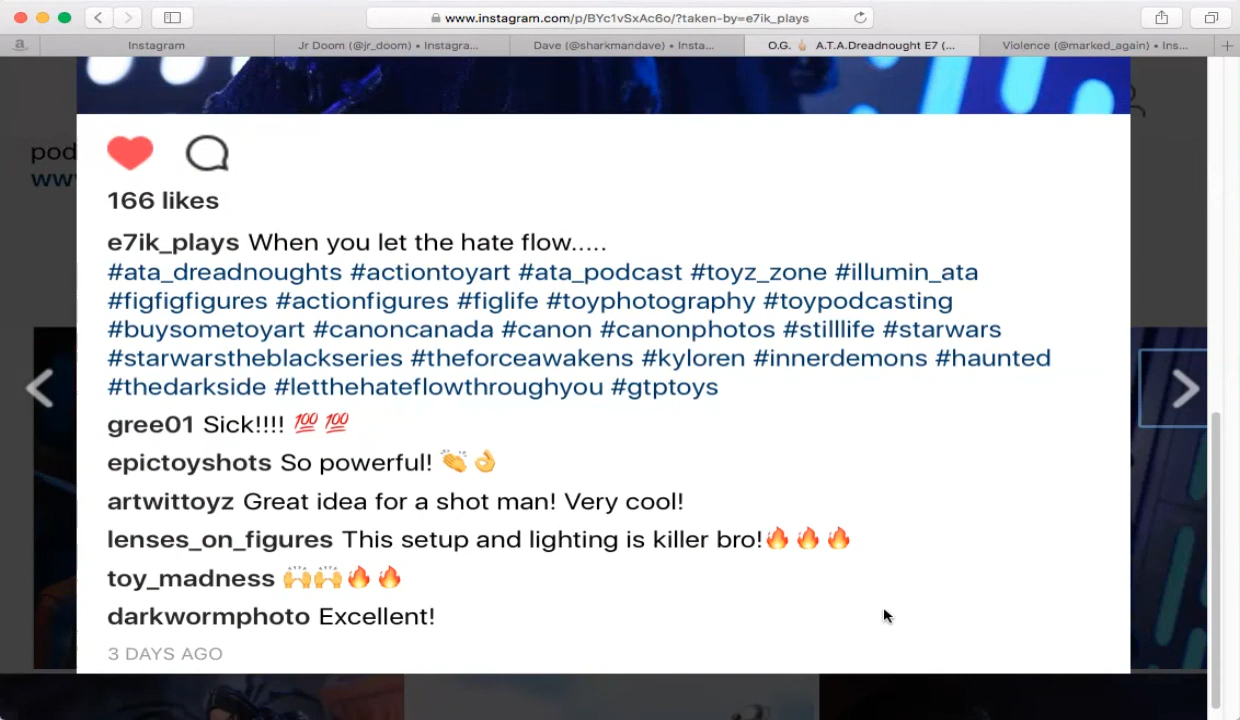 www.instagram.com/p/BYc1vSxAc6o/?taken-by=e7ik_plays
a
Instagram
Jr Doom (@jr_doom) • Instagra...
Dave (@sharkmandave) • Insta...
O.G. 👆 A.T.A.Dreadnought E7 (...
Violence (@marked_again) • Ins...
pod
www
166 likes
e7ik_plays When you let the hate flow.....
#ata_dreadnoughts #actiontoyart #ata_podcast #toyz_zone #illumin_ata
#figfigfigures #actionfigures #figlife #toyphotography #toypodcasting
#buysometoyart #canoncanada #canon #canonphotos #stilllife #starwars
#starwarstheblackseries #theforceawakens #kyloren #innerdemons #haunted
#thedarkside #letthehateflowthroughyou #gtptoys
gree01 Sick!!!! 💯 💯
epictoyshots So powerful! 👏👌
artwittoyz Great idea for a shot man! Very cool!
lenses_on_figures This setup and lighting is killer bro!🔥🔥🔥
toy_madness 🙌🙌🔥🔥
darkwormphoto Excellent!
3 DAYS AGO